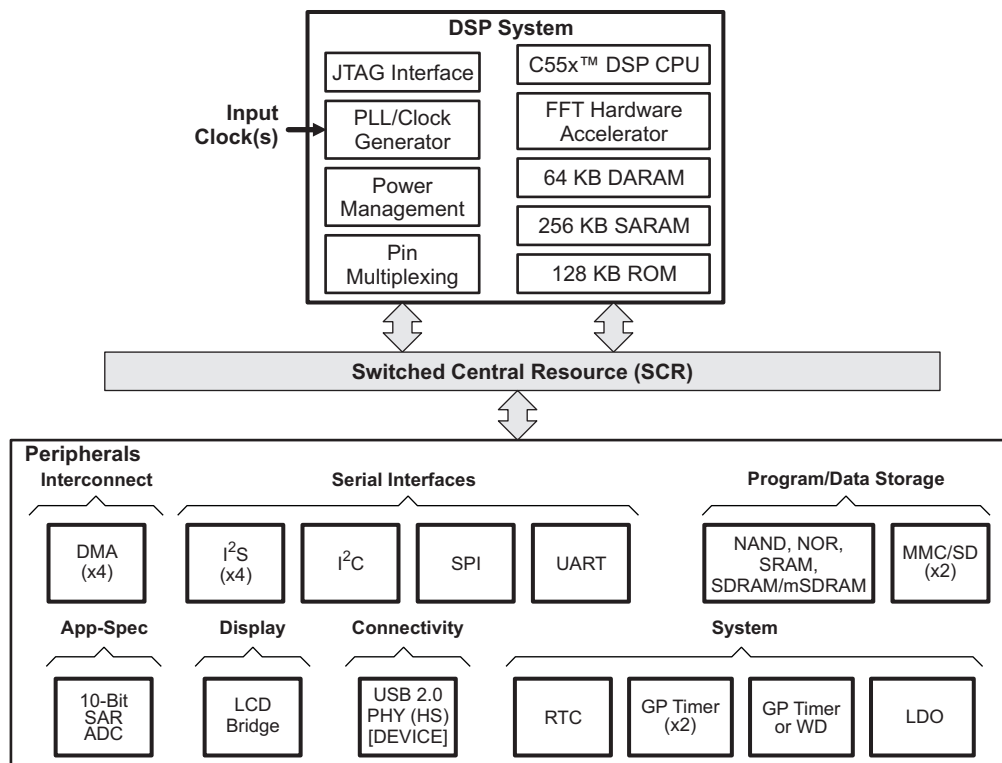 DSP System
JTAG Interface
C55x™ DSP CPU
Input
Clock(s)
PLL/Clock
Generator
FFT Hardware
Accelerator
Power
Management
64 KB DARAM
256 KB SARAM
Pin
Multiplexing
128 KB ROM
Switched Central Resource (SCR)
Peripherals
Interconnect
Serial Interfaces
Program/Data Storage
DMA
(x4)
I²S
(x4)
I²C
SPI
UART
NAND, NOR,
SRAM,
SDRAM/mSDRAM
MMC/SD
(x2)
App-Spec
Display
Connectivity
System
10-Bit
SAR
ADC
LCD
Bridge
USB 2.0
PHY (HS)
[DEVICE]
RTC
GP Timer
(x2)
GP Timer
or WD
LDO